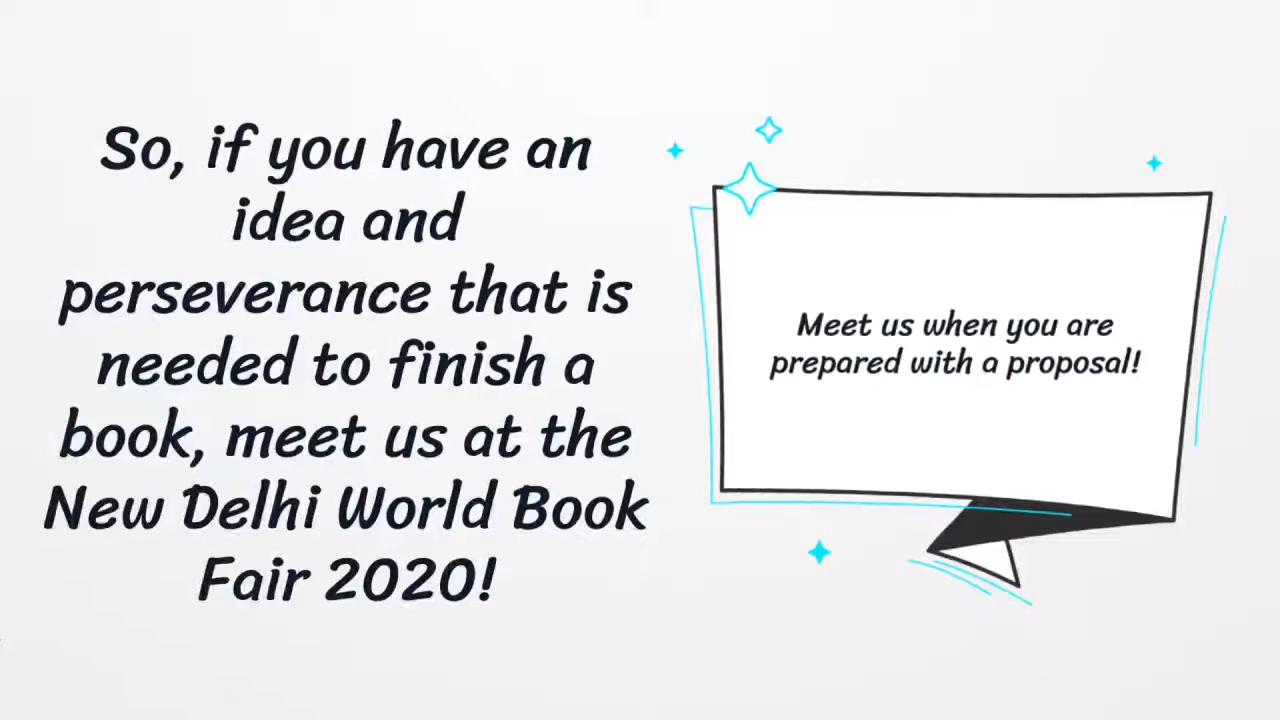 So, if you have an
idea and
perseverance that is
needed to finish a
book, meet us at the
New Delhi World Book
Fair 2020!
Meet us when you are
prepared with a proposal!